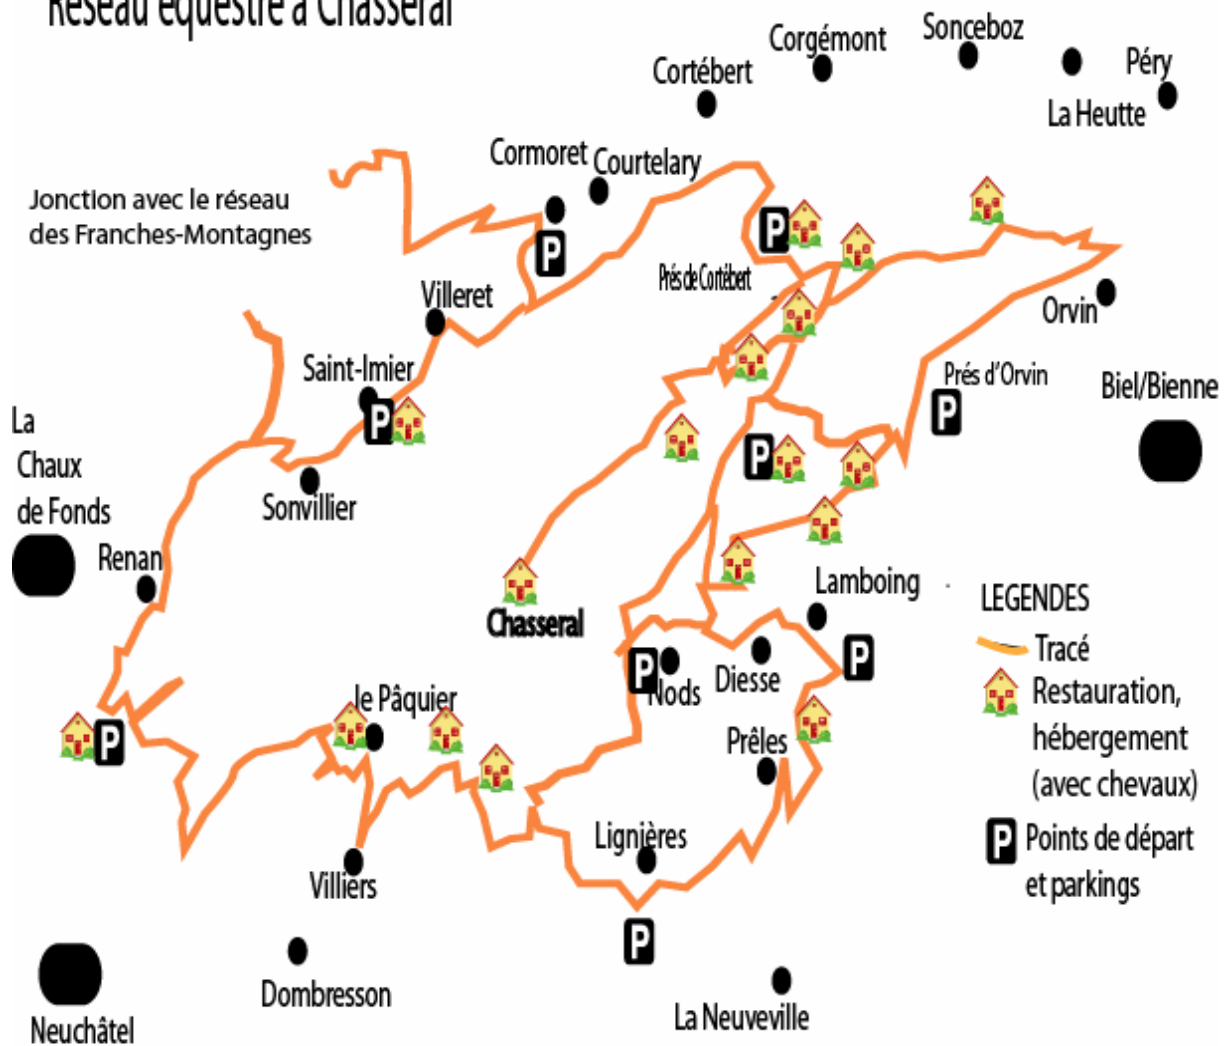 Réseau équestre à Chasseral
Sonceboz
Corgémont
Cortébert
Péry
La Heutte
Cormoret
Courtelary
Jonction avec le réseau
des Franches-Montagnes
P
P
Prés de Cortébert
Villeret
Orvin
Saint-Imier
Prés d'Orvin
Biel/Bienne
P
P
La
Chaux
de Fonds
P
Sonvillier
Renan
Lamboing
Chasseral
LEGENDES
Tracé
P
P
Nods
Diesse
le Pâquier
Restauration,
hébergement
(avec chevaux)
P
Prêles
Lignières
P
Points de départ
et parkings
Villiers
P
Dombresson
La Neuveville
Neuchâtel